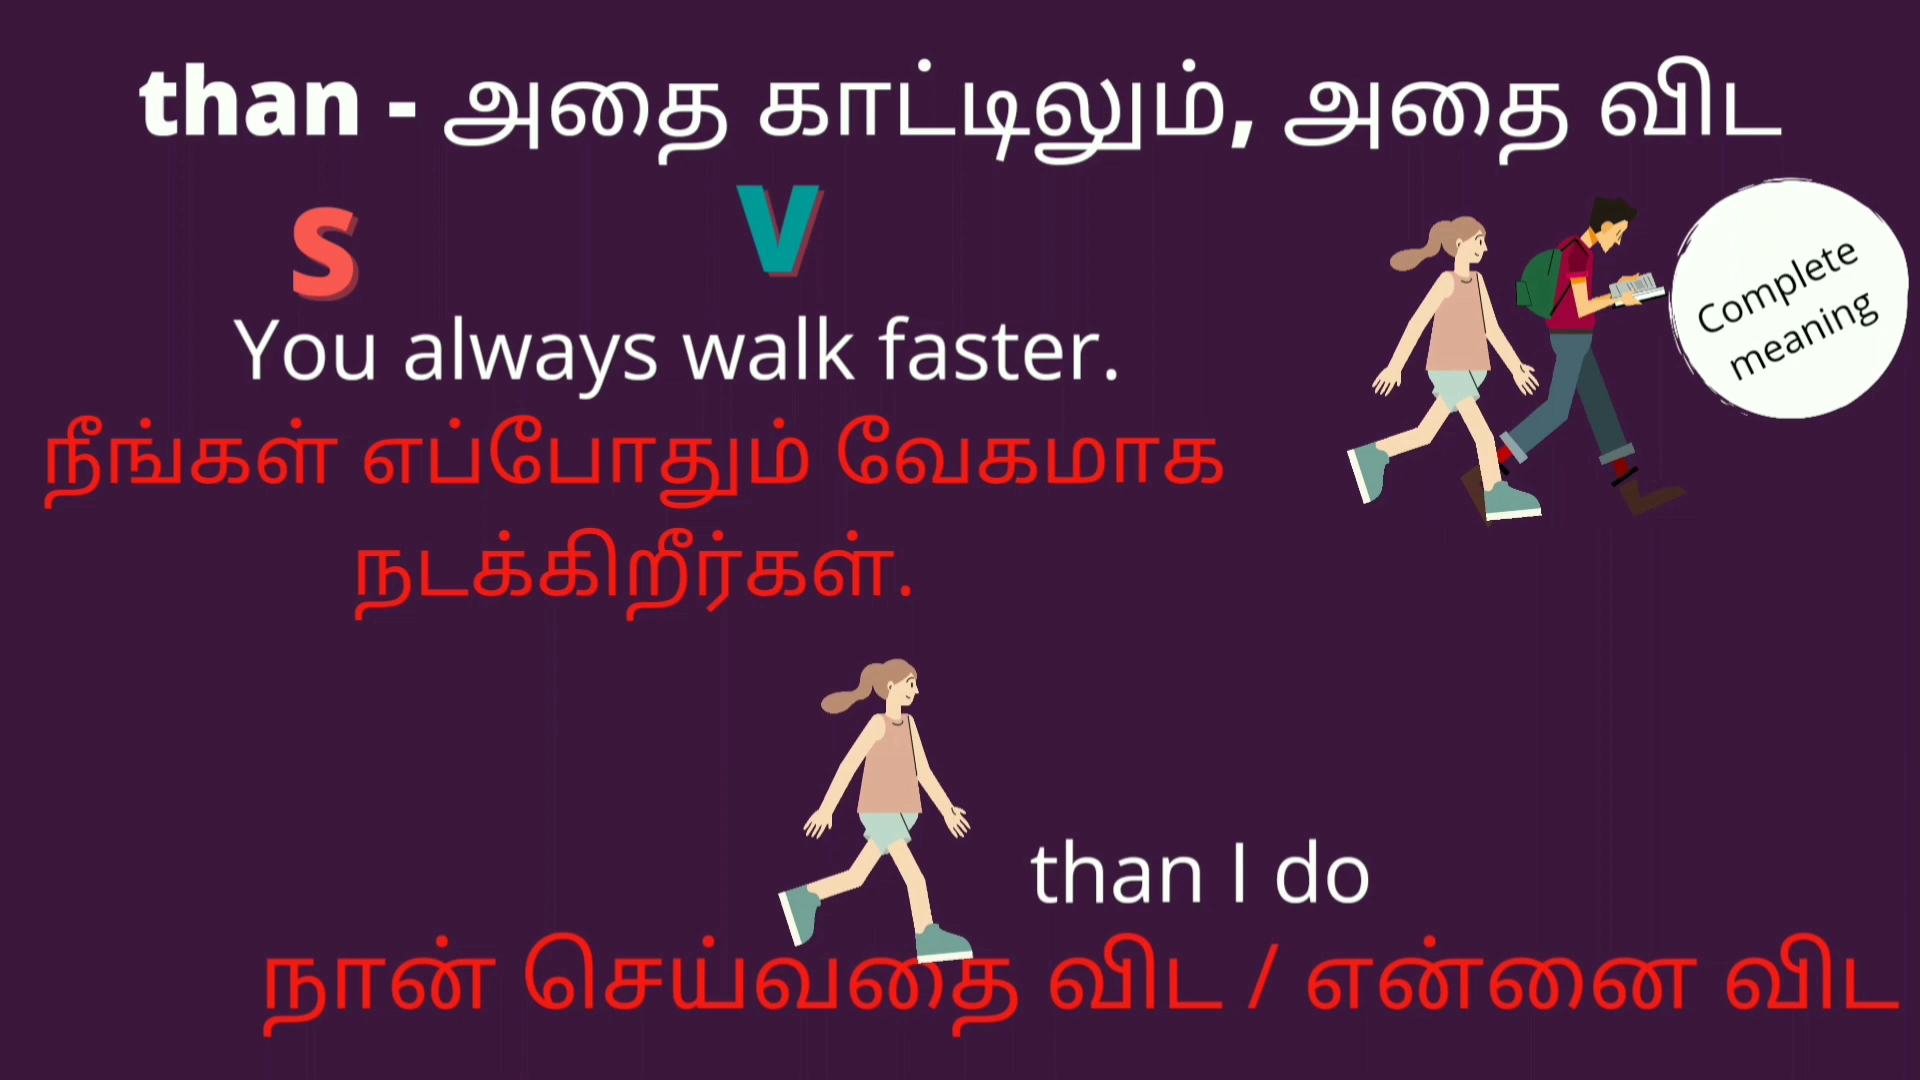 than - அதை காட்டிலும், அதை விட
S V
You always walk faster.
Complete
meaning
நீங்கள் எப்போதும் வேகமாக
நடக்கிறீர்கள்.
than I do
நான் செய்வதை விட / என்னை விட